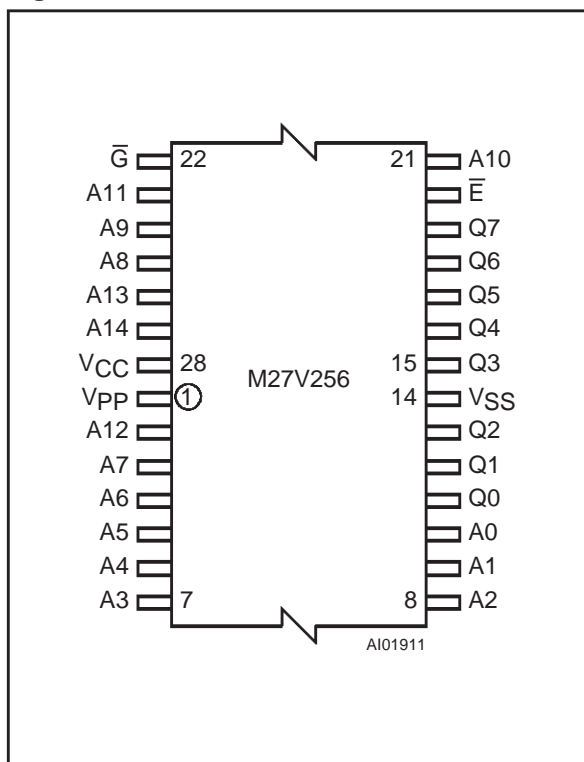 G̅ 22 21 A10
A11 E̅
A9 Q7
A8 Q6
A13 Q5
A14 Q4
VCC 28 15 Q3
M27V256
VPP 1 14 VSS
A12 Q2
A7 Q1
A6 Q0
A5 A0
A4 A1
A3 7 8 A2
AI01911